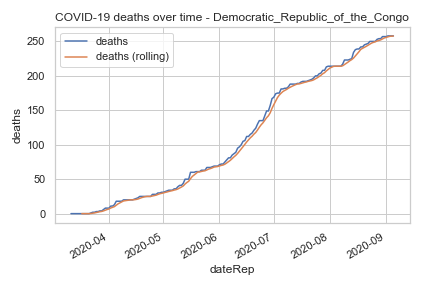 COVID-19 deaths over time - Democratic_Republic_of_the_Congo
deaths
deaths (rolling)
250
200
150
100
50
0
deaths
2020-04
2020-05
2020-06
2020-07
2020-08
2020-09
dateRep